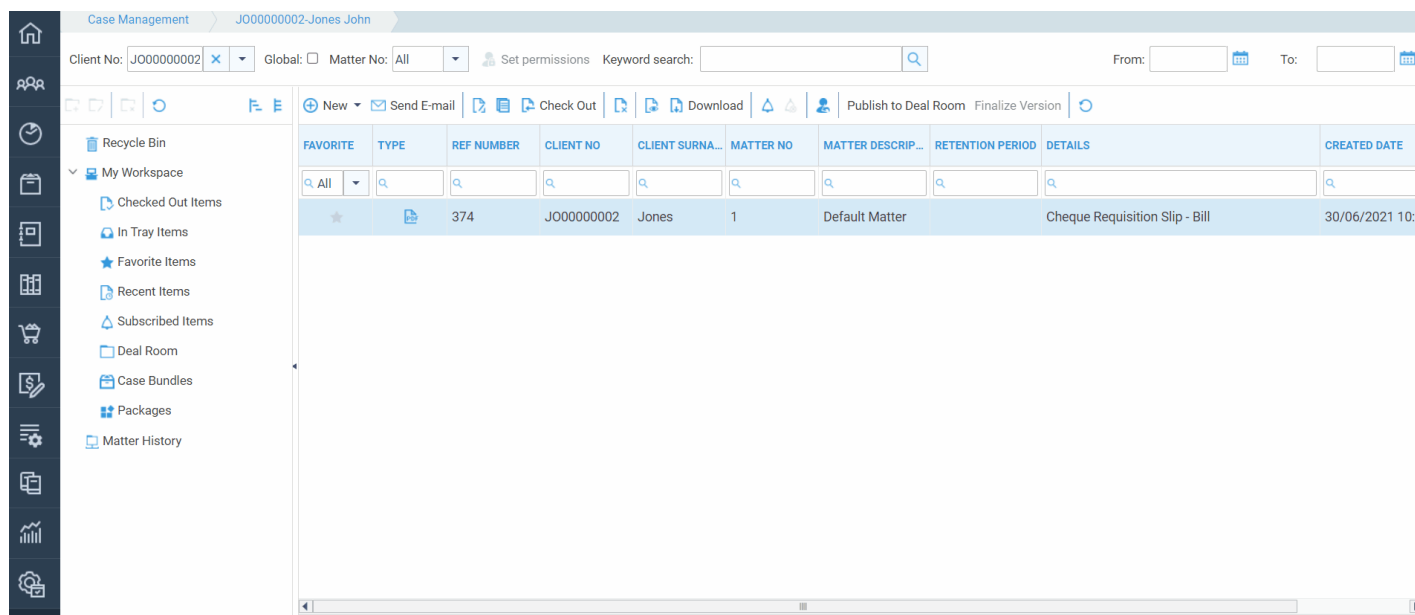 Case Management JO00000002-Jones John
Client No: JO00000002 Global: Matter No: All Set permissions Keyword search: From: To:
New Send E-mail Check Out Download Publish to Deal Room Finalize Version
Recycle Bin
My Workspace
Checked Out Items
In Tray Items
Favorite Items
Recent Items
Subscribed Items
Deal Room
Case Bundles
Packages
Matter History
FAVORITE TYPE REF NUMBER CLIENT NO CLIENT SURNA... MATTER NO MATTER DESCRIP... RETENTION PERIOD DETAILS CREATED DATE
All
PDF 374 JO00000002 Jones 1 Default Matter Cheque Requisition Slip - Bill 30/06/2021 10: